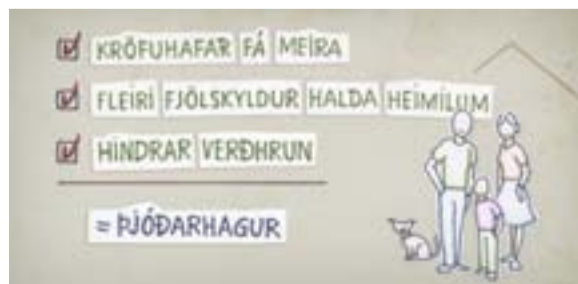 KRÖFUHAFAR FÁ MEIRA
FLEIRI FJÖLSKYLDUR HALDA HEIMILUM
HINDRAR VERÐHRUN
= ÞJÓÐARHAGUR